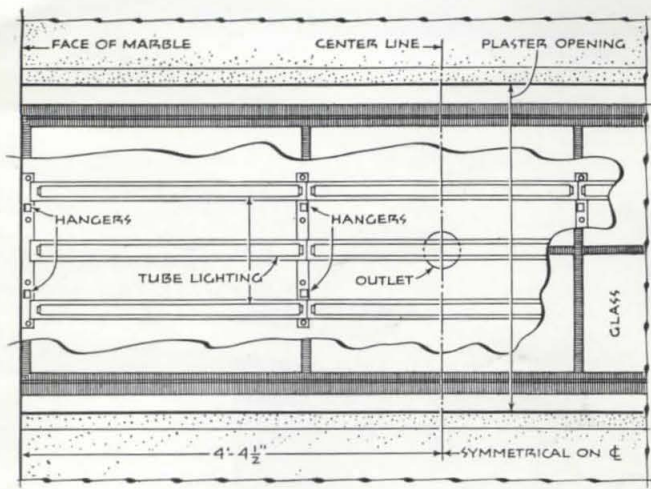 FACE OF MARBLE
CENTER LINE
PLASTER OPENING
HANGERS
HANGERS
TUBE LIGHTING
OUTLET
GLASS
4'-4½"
SYMMETRICAL ON ℄